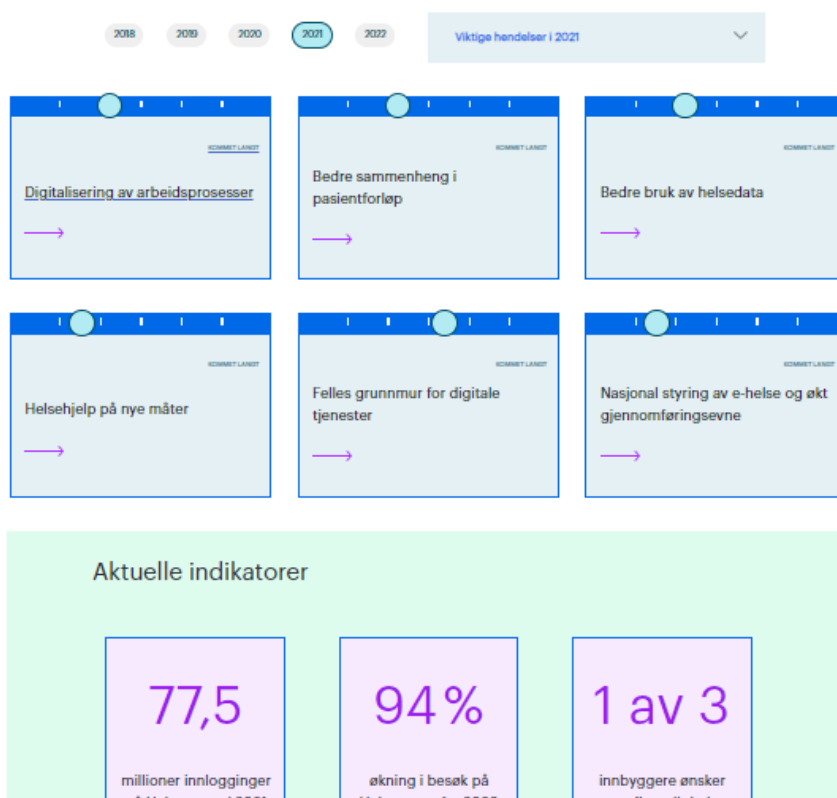 2018 2019 2020 2021 2022 Viktige hendelser i 2021
KOMMET LANGT KOMMET LANGT KOMMET LANGT
Digitalisering av arbeidsprosesser
Bedre sammenheng i
pasientforløp
Bedre bruk av helsedata
KOMMET LANGT KOMMET LANGT KOMMET LANGT
Helsehjelp på nye måter
Felles grunnmur for digitale
tjenester
Nasjonal styring av e-helse og økt
gjennomføringsevne
Aktuelle indikatorer
77,5 94% 1 av 3
millioner innlogginger økning i besøk på innbyggere ønsker